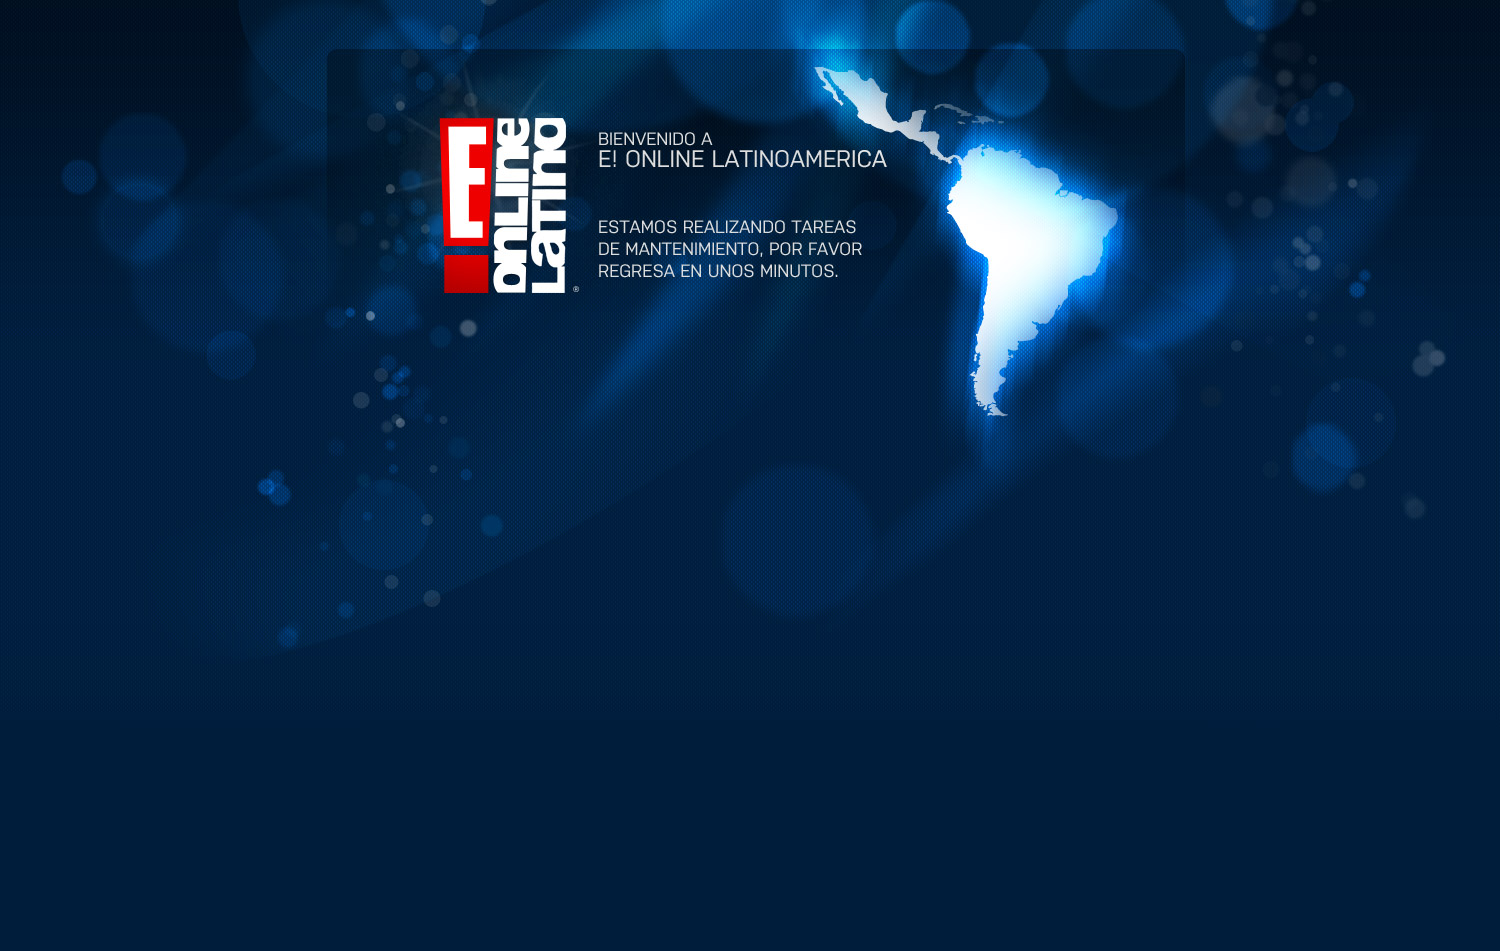 E!
onLine
LaTino
®
BIENVENIDO A
E! ONLINE LATINOAMERICA
ESTAMOS REALIZANDO TAREAS
DE MANTENIMIENTO, POR FAVOR
REGRESA EN UNOS MINUTOS.